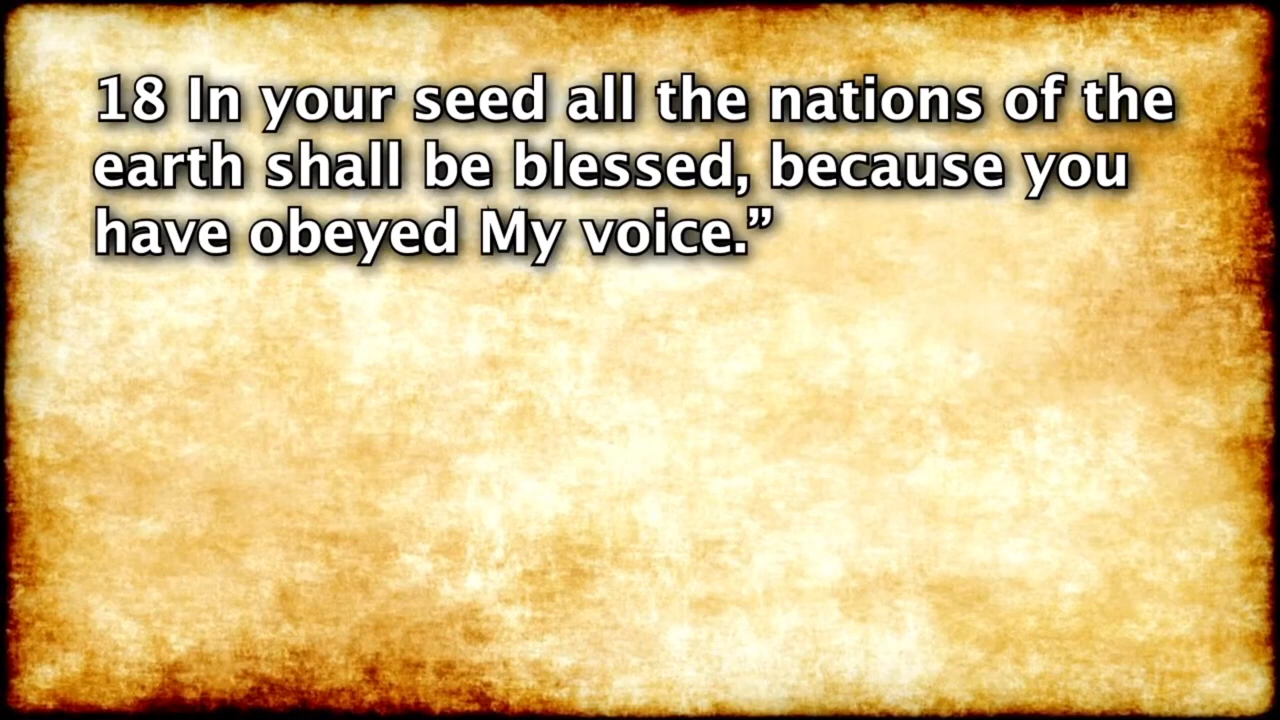 18 In your seed all the nations of the
earth shall be blessed, because you
have obeyed My voice.”